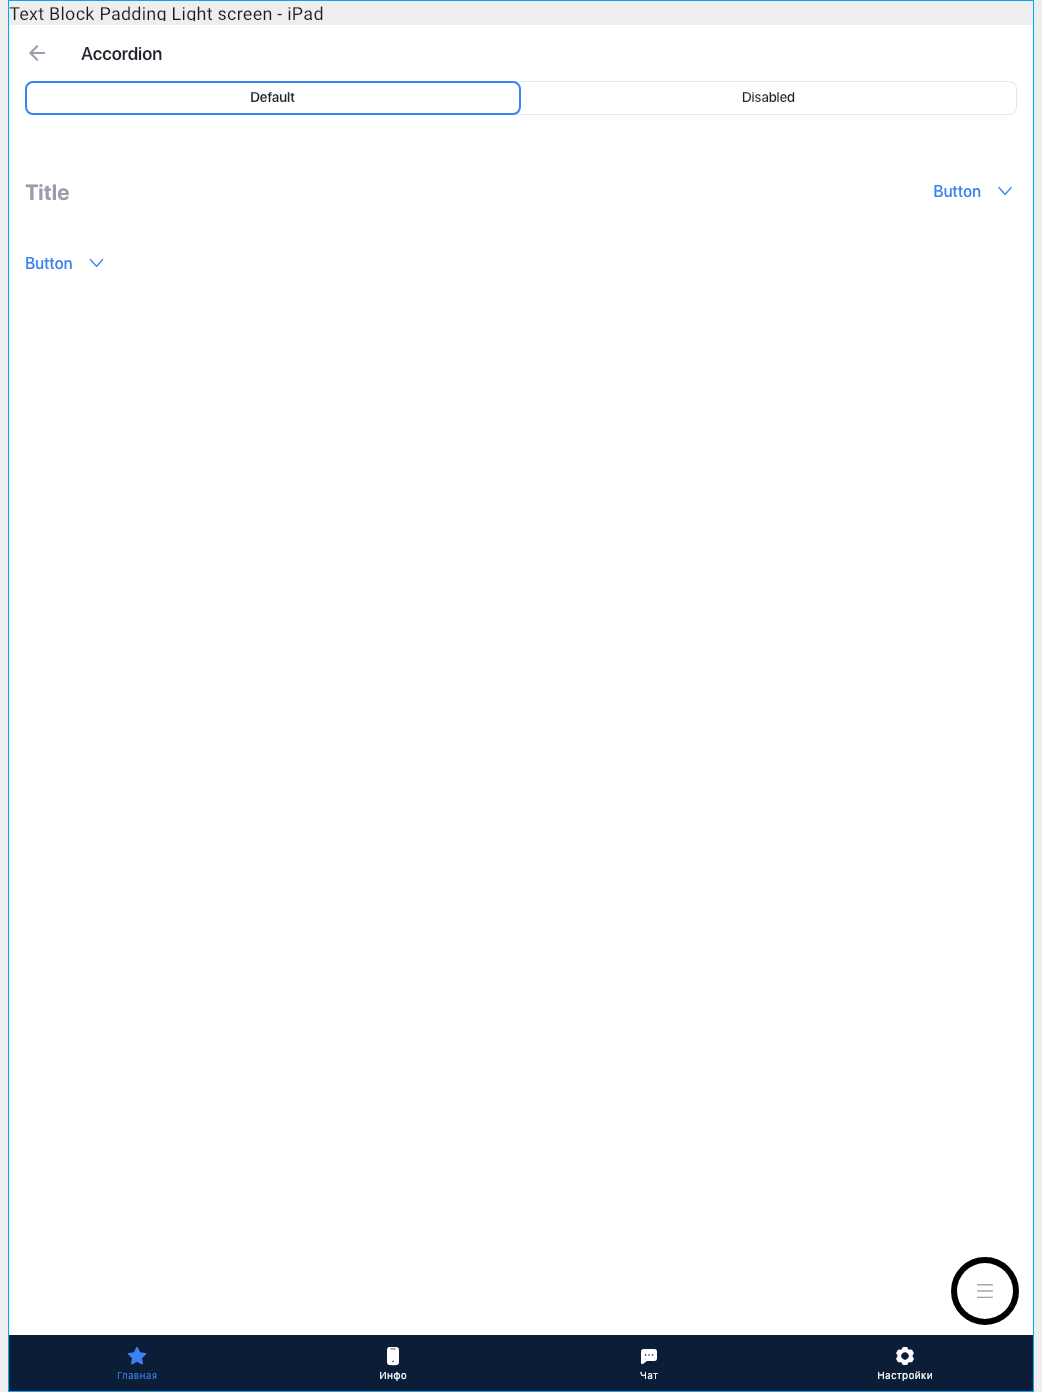 Text Block Padding Light screen - iPad
Accordion
Default
Disabled
Title
Button
Button
Главная
Инфо
Чат
Настройки